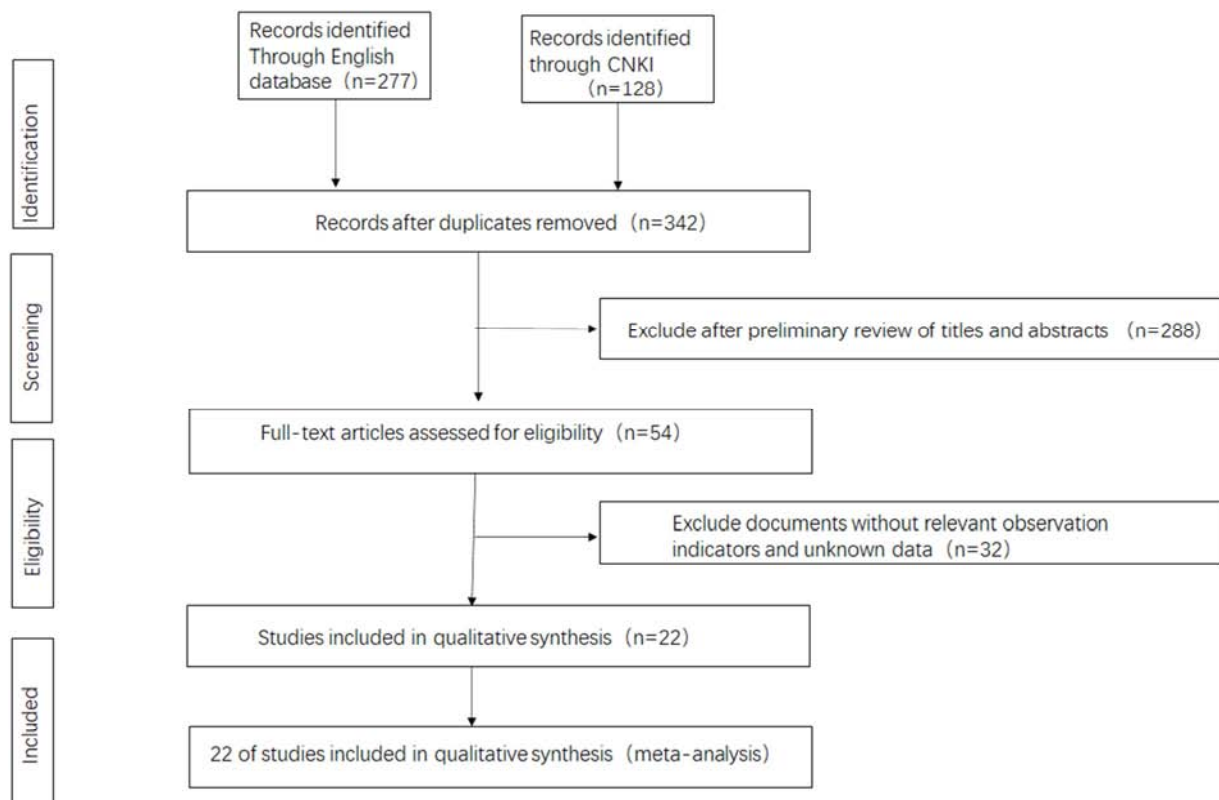 Records identified
Through English
database（n=277）
Records identified
through CNKI
（n=128）
Identification
Records after duplicates removed（n=342）
Screening
Exclude after preliminary review of titles and abstracts （n=288）
Full-text articles assessed for eligibility（n=54）
Eligibility
Exclude documents without relevant observation
indicators and unknown data（n=32）
Studies included in qualitative synthesis（n=22）
Included
22 of studies included in qualitative synthesis（meta-analysis）